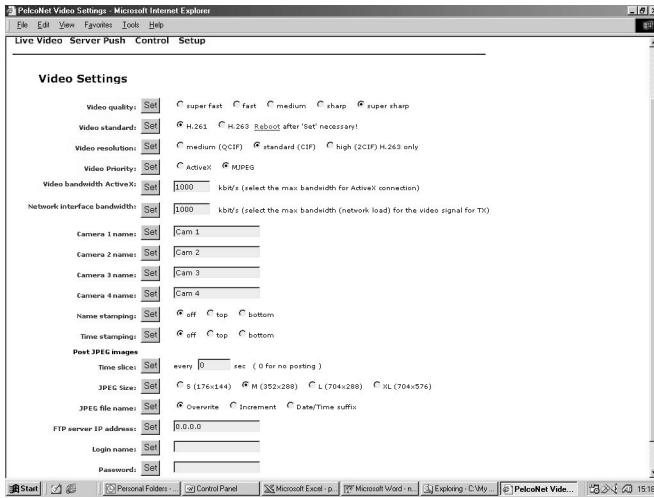 PelcoNet Video Settings - Microsoft Internet Explorer
File Edit View Favorites Tools Help
Live Video Server Push Control Setup
Video Settings
Video quality: Set super fast fast medium sharp super sharp
Video standard: Set H.261 H.263 Reboot after 'Set' necessary!
Video resolution: Set medium (QCIF) standard (CIF) high (2CIF) H.263 only
Video Priority: Set ActiveX MJPEG
Video bandwidth ActiveX: Set 1000 kbit/s (select the max bandwidth for ActiveX connection)
Network interface bandwidth: Set 1000 kbit/s (select the max bandwidth (network load) for the video signal for TX)
Camera 1 name: Set Cam 1
Camera 2 name: Set Cam 2
Camera 3 name: Set Cam 3
Camera 4 name: Set Cam 4
Name stamping: Set off top bottom
Time stamping: Set off top bottom
Post JPEG images
Time slice: Set every 0 sec ( 0 for no posting )
JPEG Size: Set S (176x144) M (352x288) L (704x288) XL (704x576)
JPEG file name: Set Overwrite Increment Date/Time suffix
FTP server IP address: Set 0.0.0.0
Login name: Set
Password: Set
Start Personal Folders - ... Control Panel Microsoft Excel - p... Microsoft Word - n... Exploring - C:\My ... PelcoNet Vide... 15:18